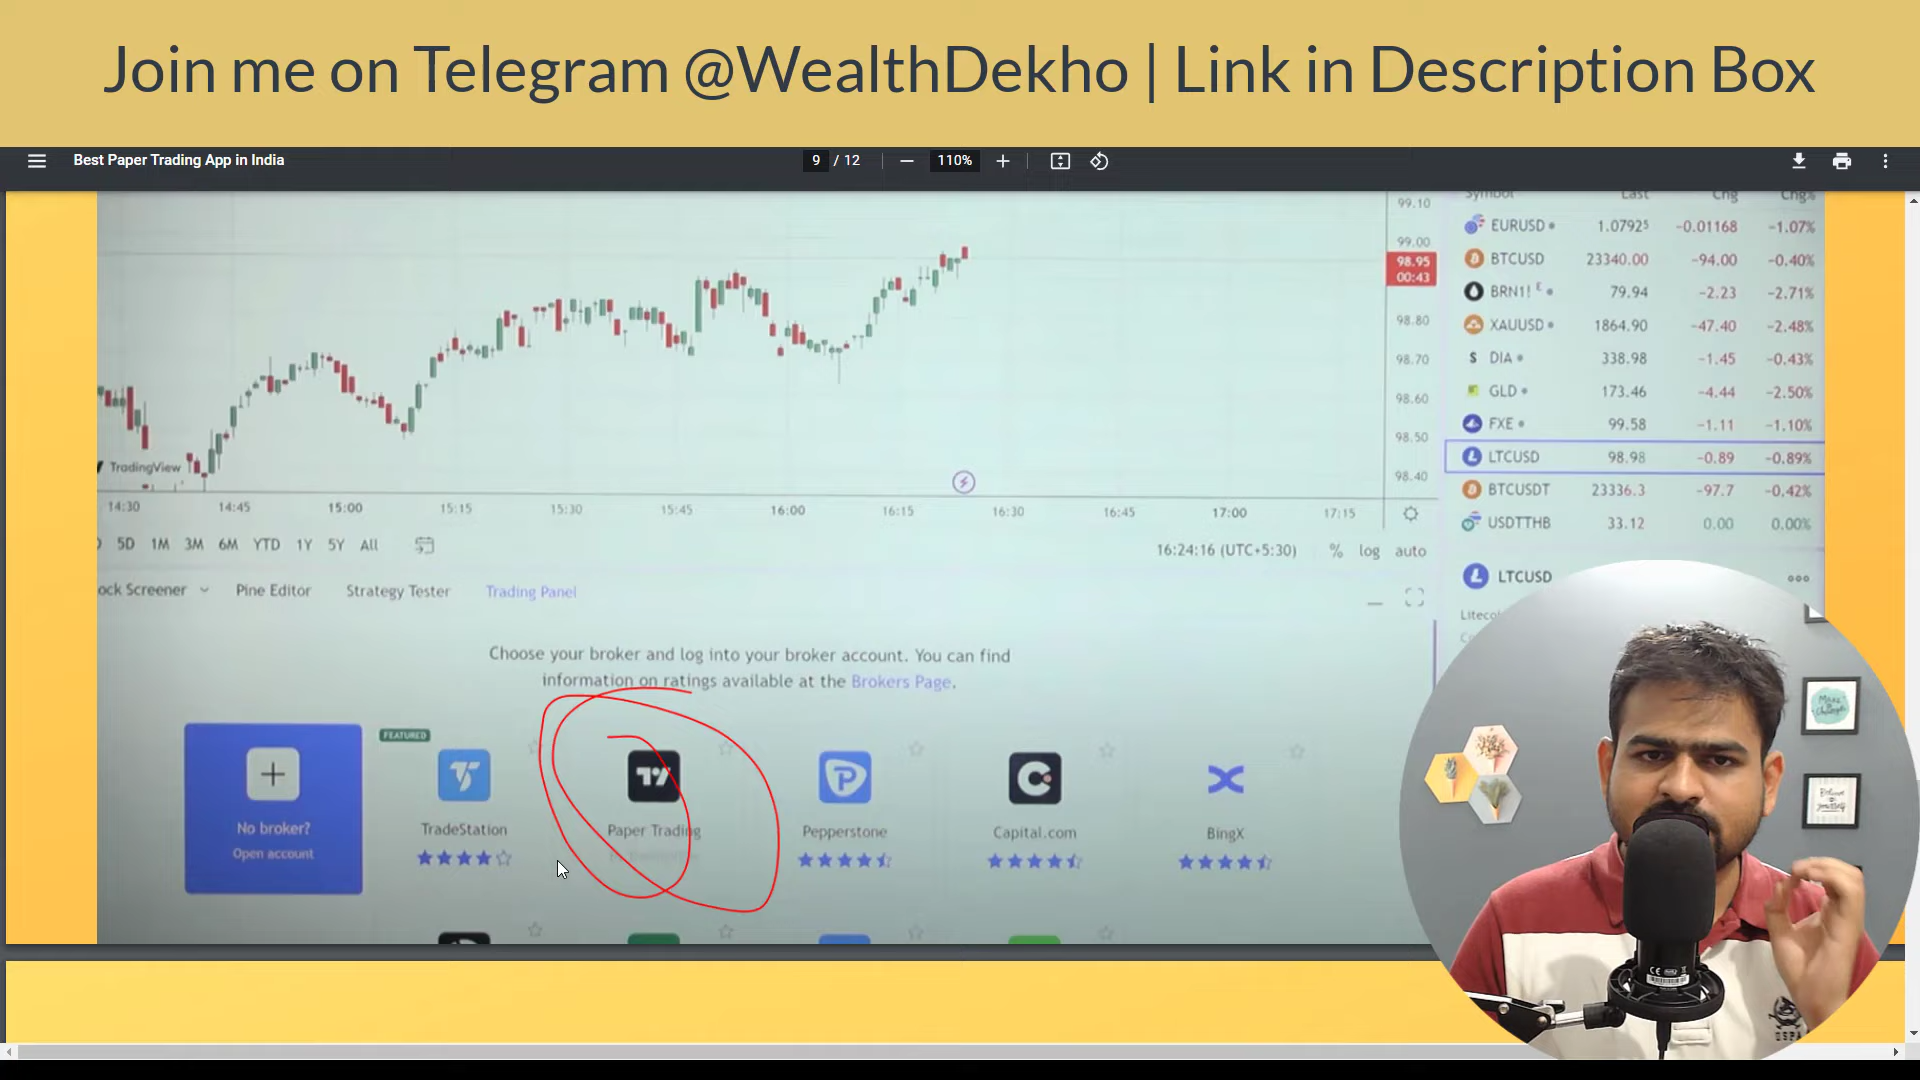 Join me on Telegram @WealthDekho | Link in Description Box
Best Paper Trading App in India
9 / 12
110%
Symbol Last Chg Chg%
EURUSD 1.07925 -0.01168 -1.07%
BTCUSD 23340.00 -94.00 -0.40%
BRN1! E 79.94 -2.23 -2.71%
XAUUSD 1864.90 -47.40 -2.48%
DIA 338.98 -1.45 -0.43%
GLD 173.46 -4.44 -2.50%
FXE 99.58 -1.11 -1.10%
LTCUSD 98.98 -0.89 -0.89%
BTCUSDT 23336.3 -97.7 -0.42%
USDTTHB 33.12 0.00 0.00%
LTCUSD
99.10
99.00
98.95
00:43
98.80
98.70
98.60
98.50
98.40
TradingView
14:30 14:45 15:00 15:15 15:30 15:45 16:00 16:15 16:30 16:45 17:00 17:15
5D 1M 3M 6M YTD 1Y 5Y All
16:24:16 (UTC+5:30) % log auto
ock Screener Pine Editor Strategy Tester Trading Panel
Choose your broker and log into your broker account. You can find
information on ratings available at the Brokers Page.
No broker?
Open account
FEATURED
TradeStation
Paper Trading
Pepperstone
Capital.com
BingX